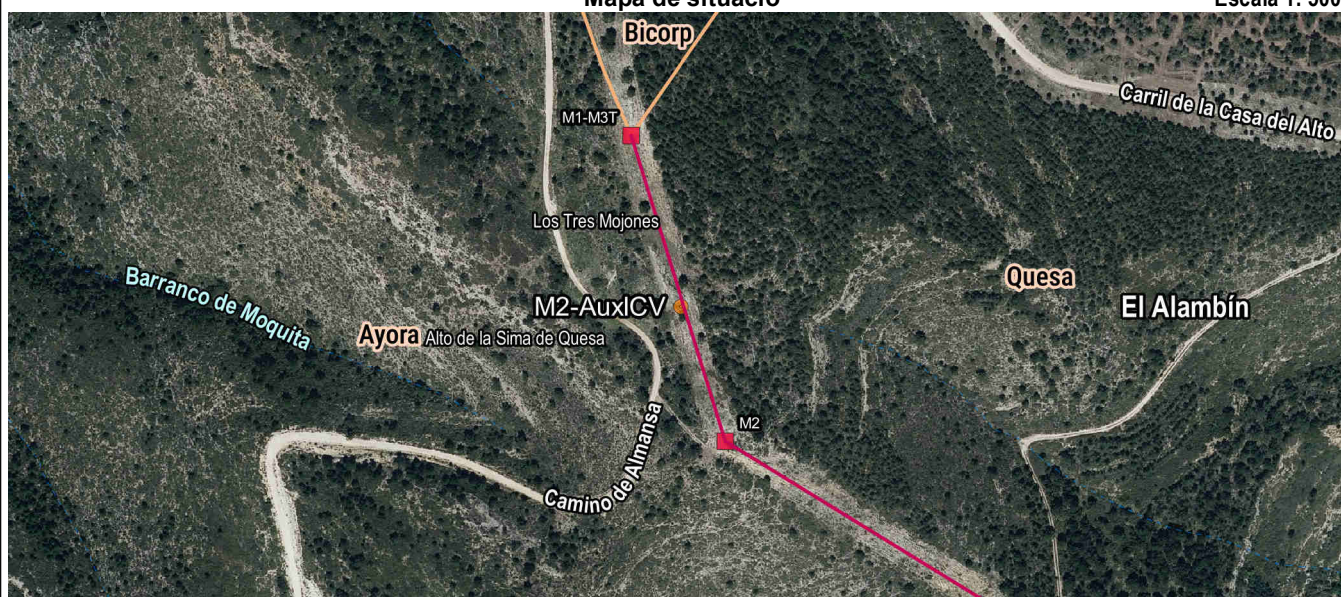 Mapa de situació
Bicorp
M1-M3T
Carril de la Casa del Alto
Los Tres Mojones
Barranco de Moquita
Quesa
M2-AuxICV
El Alambín
Ayora
Alto de la Sima de Quesa
Camino de Almansa
M2